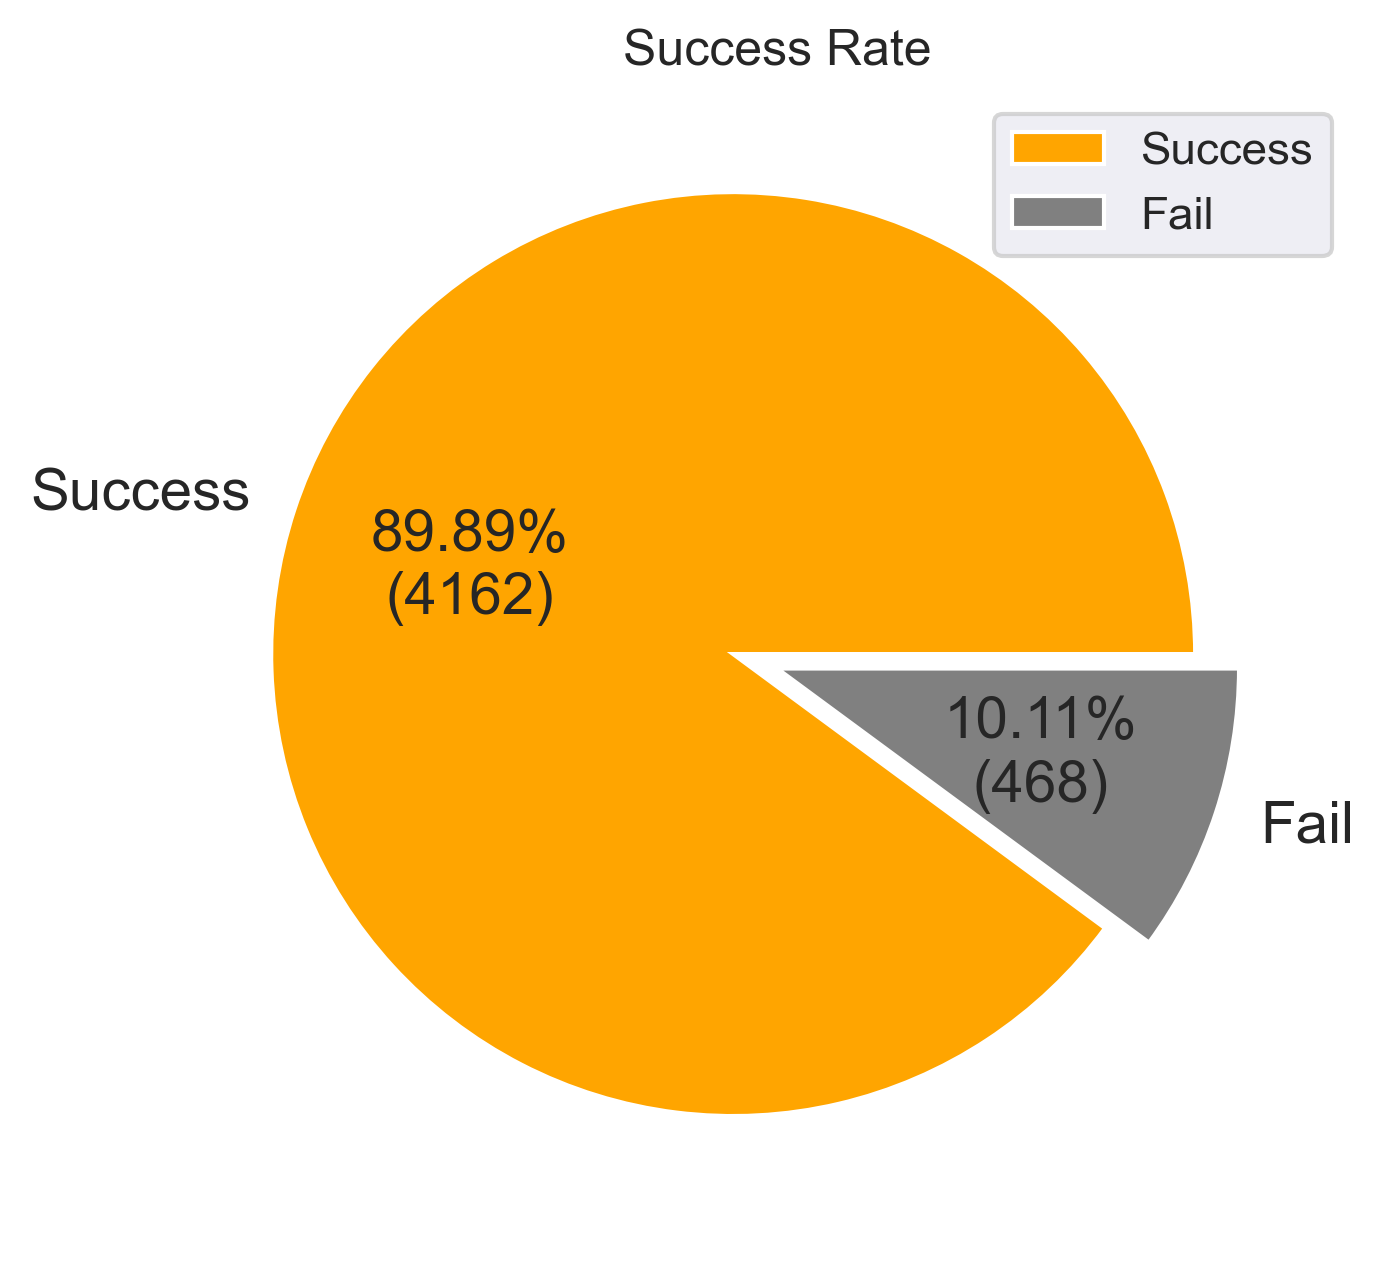 Success Rate
Success
Fail
Success
89.89%
(4162)
10.11%
(468)
Fail